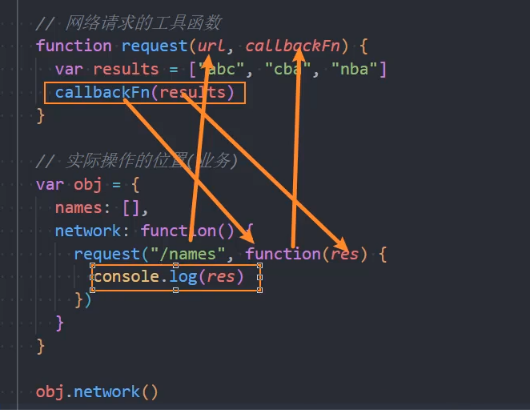 // 网络请求的工具函数
function request(url, callbackFn) {
  var results = ["abc", "cba", "nba"]
  callbackFn(results)
}
// 实际操作的位置(业务)
var obj = {
  names: [],
  network: function() {
    request("/names", function(res) {
      console.log(res)
    })
  }
}
obj.network()